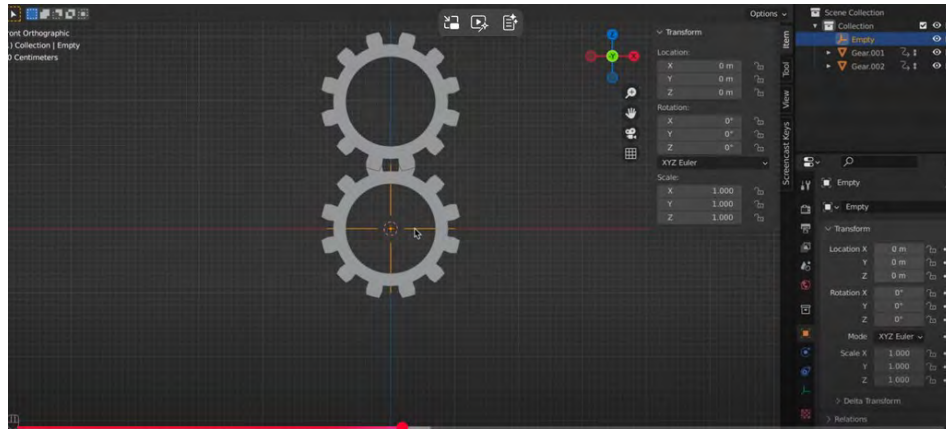 Options
ront Orthographic
) Collection | Empty
0 Centimeters
Transform
Location:
X 0 m
Y 0 m
Z 0 m
Rotation:
X 0°
Y 0°
Z 0°
XYZ Euler
Scale:
X 1.000
Y 1.000
Z 1.000
Item
Tool
View
Screencast Keys
Z
Y
X
Scene Collection
Collection
Empty
Gear.001
Gear.002
Empty
Empty
Transform
Location X 0 m
Y 0 m
Z 0 m
Rotation X 0°
Y 0°
Z 0°
Mode XYZ Euler
Scale X 1.000
Y 1.000
Z 1.000
Delta Transform
Relations